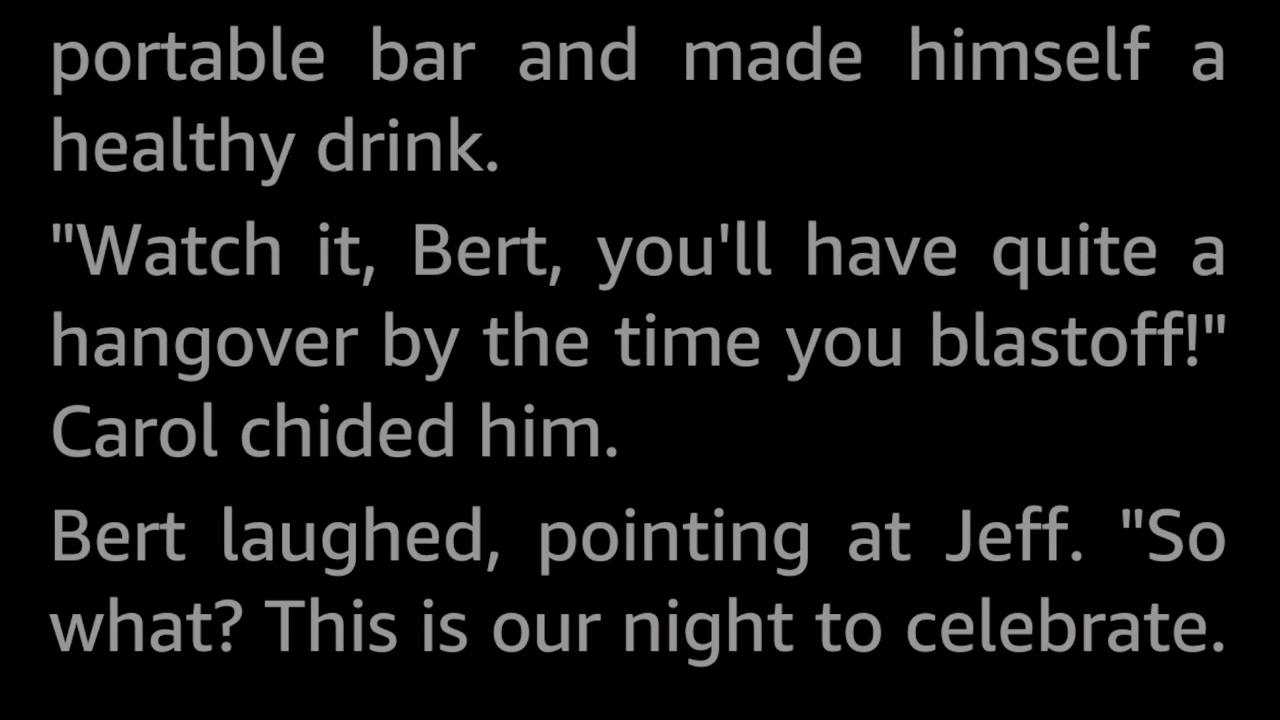 portable bar and made himself a
healthy drink.
"Watch it, Bert, you'll have quite a
hangover by the time you blastoff!"
Carol chided him.
Bert laughed, pointing at Jeff. "So
what? This is our night to celebrate.